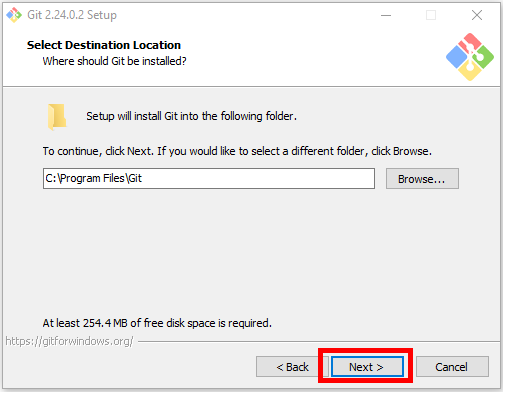 Git 2.24.0.2 Setup
Select Destination Location
Where should Git be installed?
Setup will install Git into the following folder.
To continue, click Next. If you would like to select a different folder, click Browse.
C:\Program Files\Git
Browse...
At least 254.4 MB of free disk space is required.
https://gitforwindows.org/
< Back
Next >
Cancel